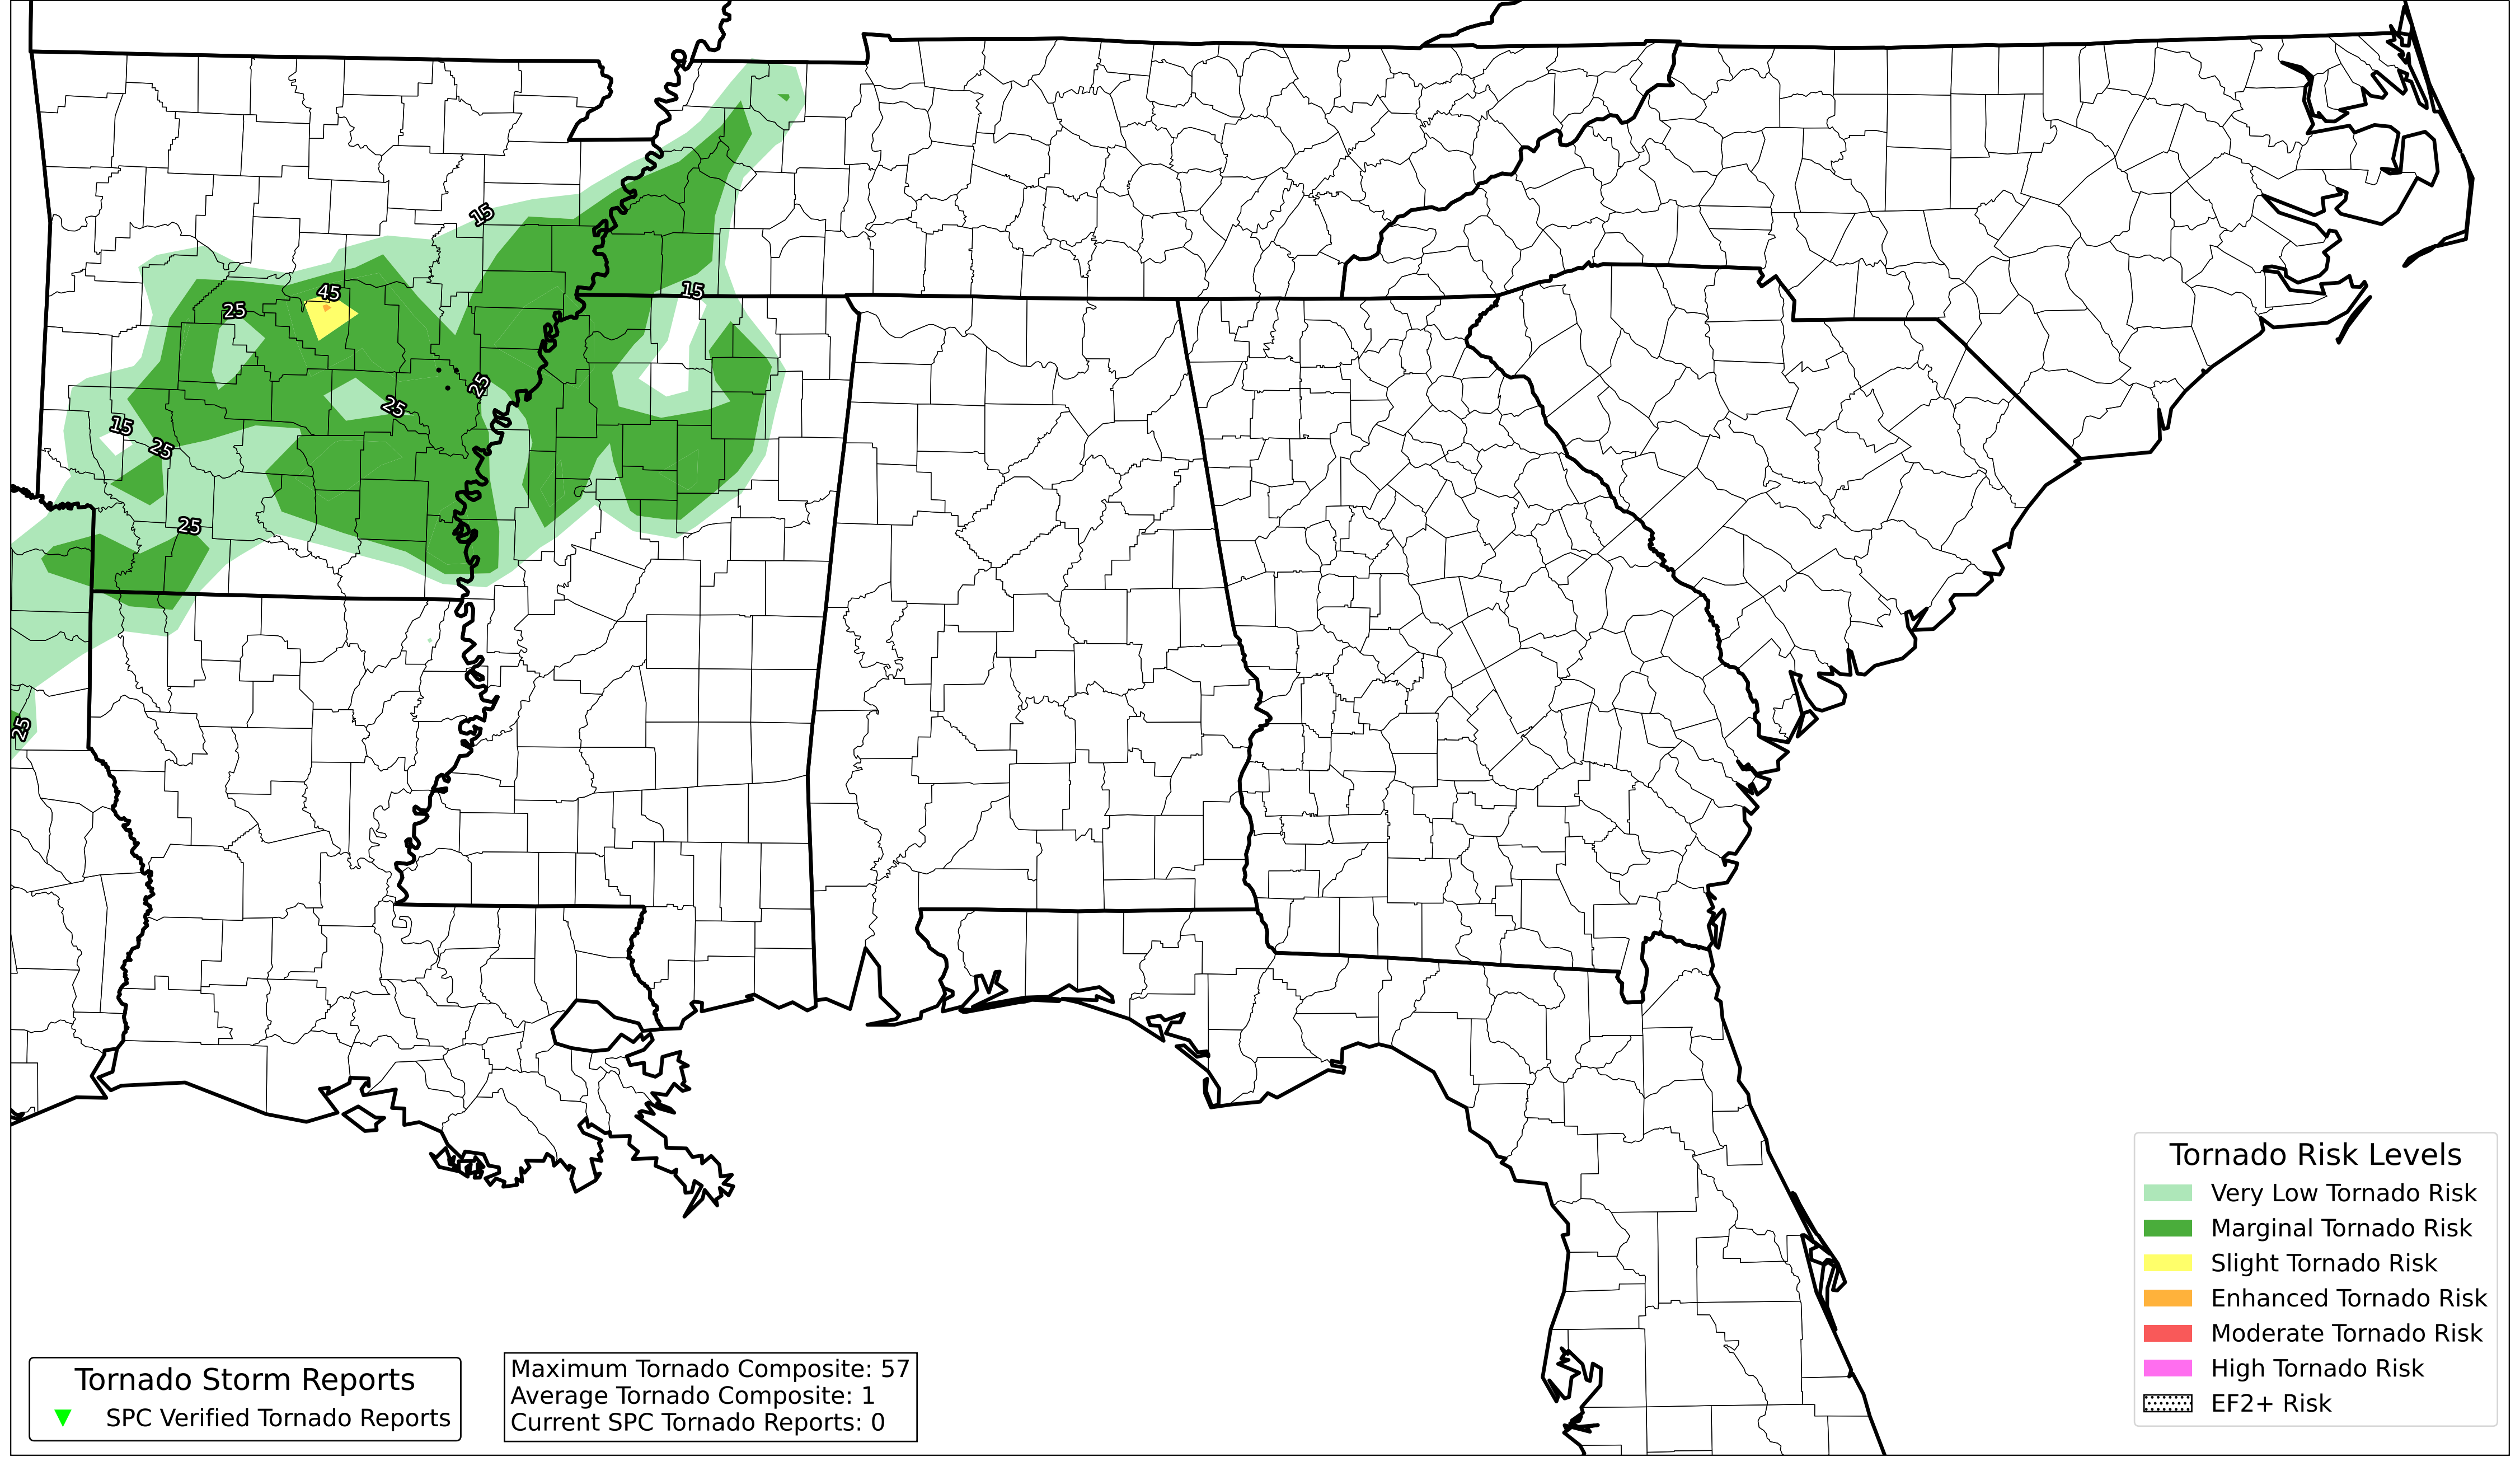 15
15
45
25
25
25
15
25
25
25
Tornado Risk Levels
Very Low Tornado Risk
Marginal Tornado Risk
Slight Tornado Risk
Enhanced Tornado Risk
Moderate Tornado Risk
High Tornado Risk
EF2+ Risk
Tornado Storm Reports
SPC Verified Tornado Reports
Maximum Tornado Composite: 57
Average Tornado Composite: 1
Current SPC Tornado Reports: 0